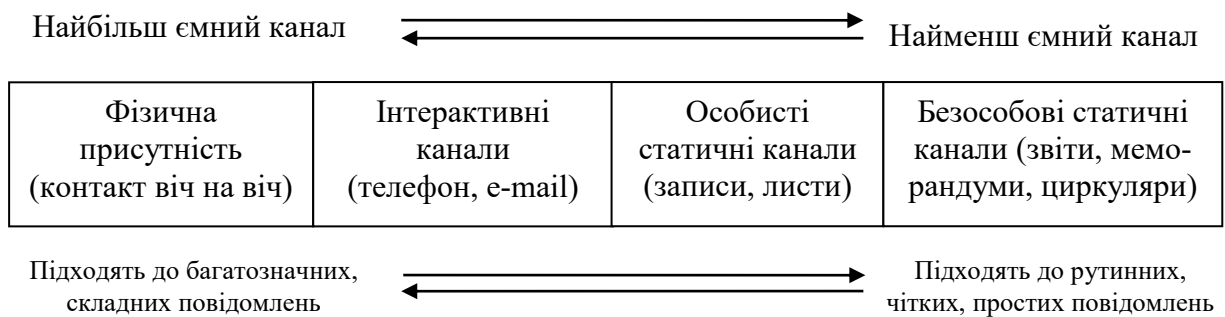 Найбільш ємний канал
Найменш ємний канал
Фізична
присутність
(контакт віч на віч)
Інтерактивні
канали
(телефон, e-mail)
Особисті
статичні канали
(записи, листи)
Безособові статичні
канали (звіти, мемо-
рандуми, циркуляри)
Підходять до багатозначних,
складних повідомлень
Підходять до рутинних,
чітких, простих повідомлень